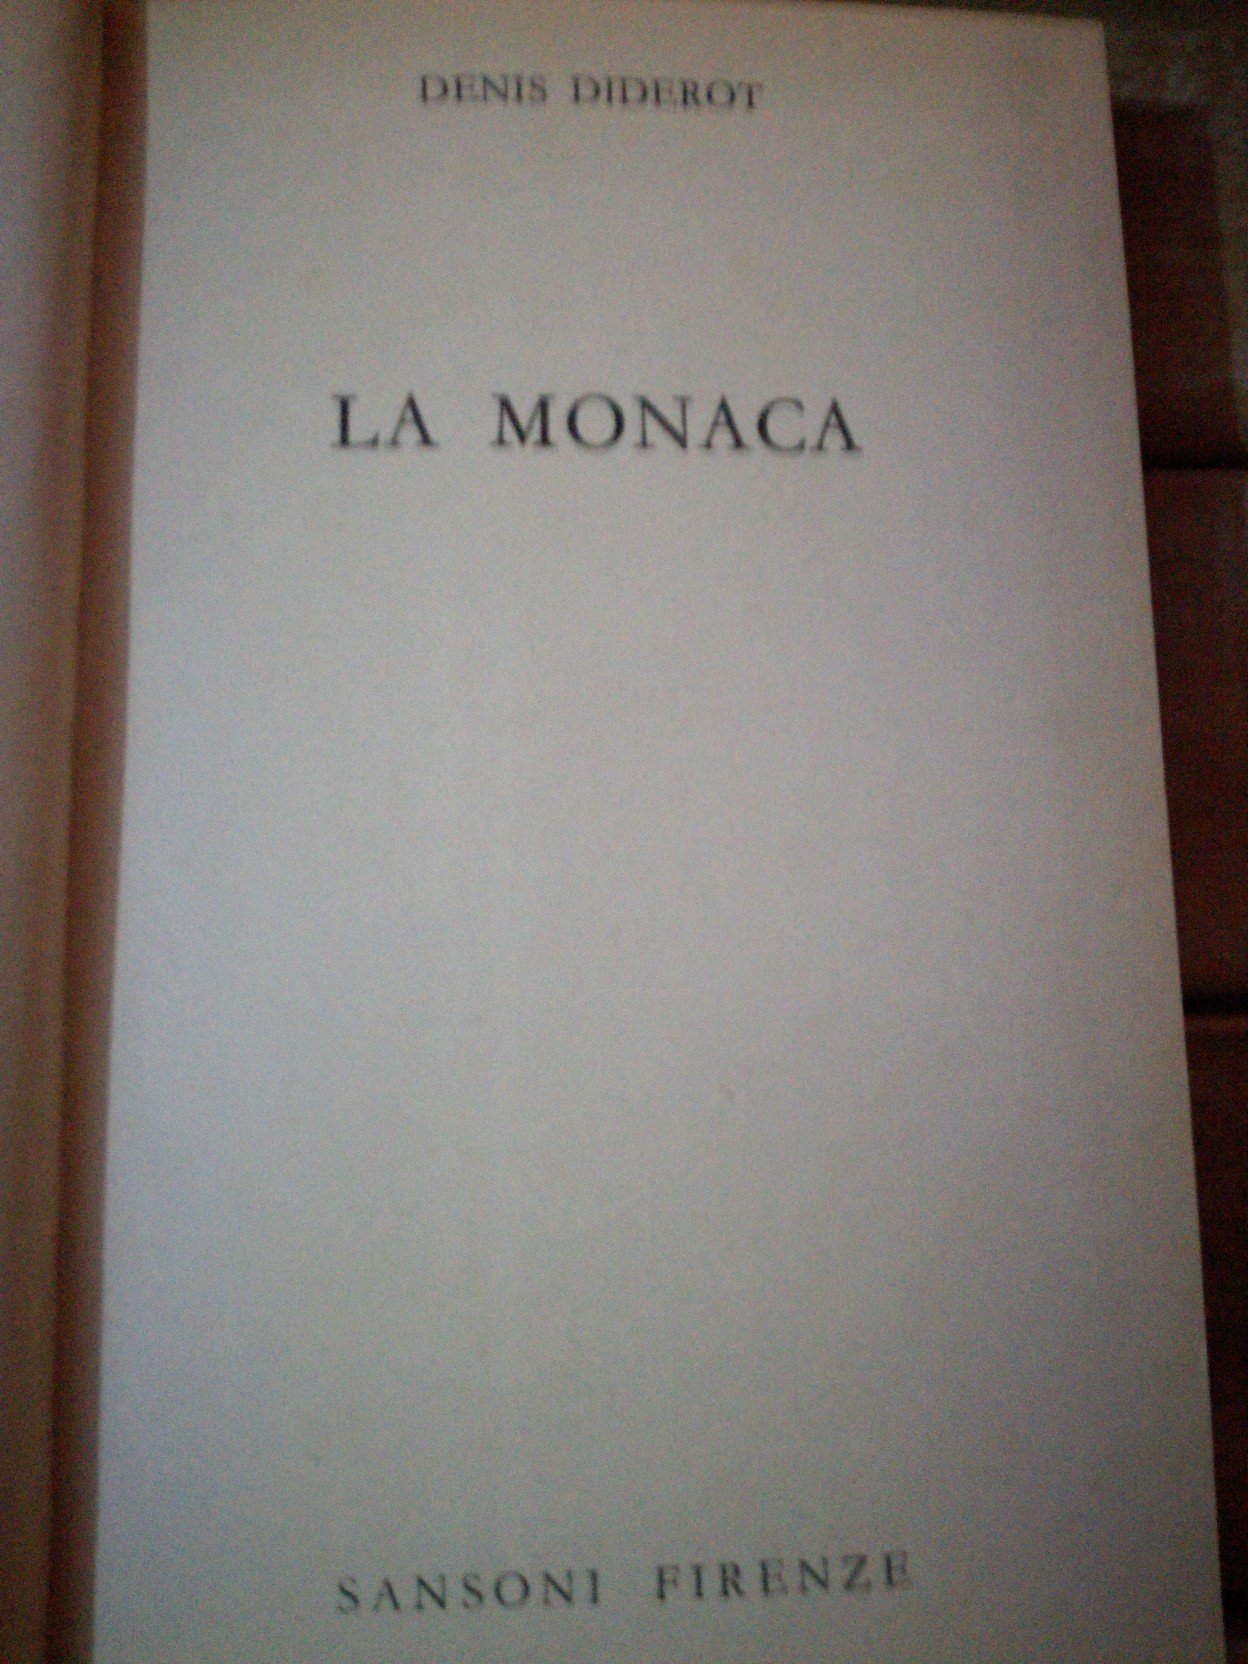 DENIS DIDEROT
LA MONACA
SANSONI FIRENZE